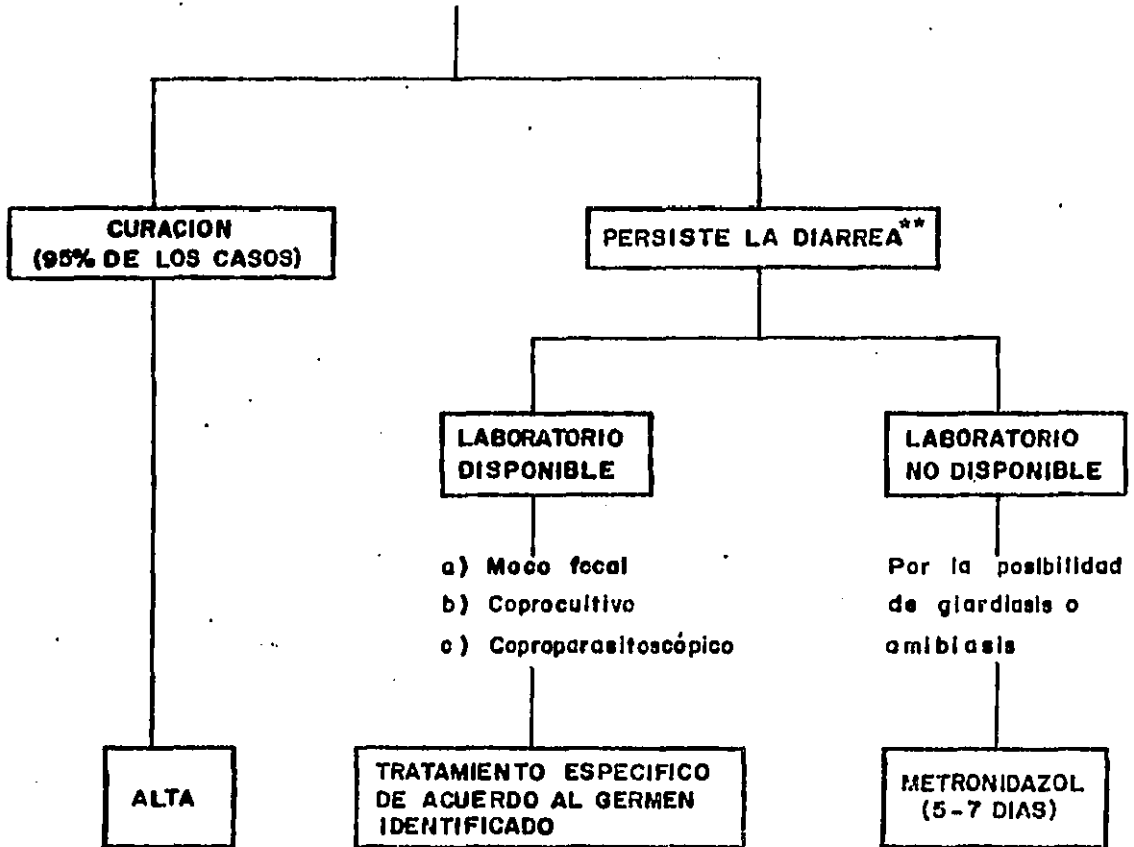 CURACION
(95% DE LOS CASOS)
PERSISTE LA DIARREA**
LABORATORIO
DISPONIBLE
LABORATORIO
NO DISPONIBLE
a) Moco fecal
b) Coprocultivo
c) Coproparasitoscópico
Por la posibilidad
de giardiasis o
amibiasis
ALTA
TRATAMIENTO ESPECIFICO
DE ACUERDO AL GERMEN
IDENTIFICADO
METRONIDAZOL
(5-7 DIAS)